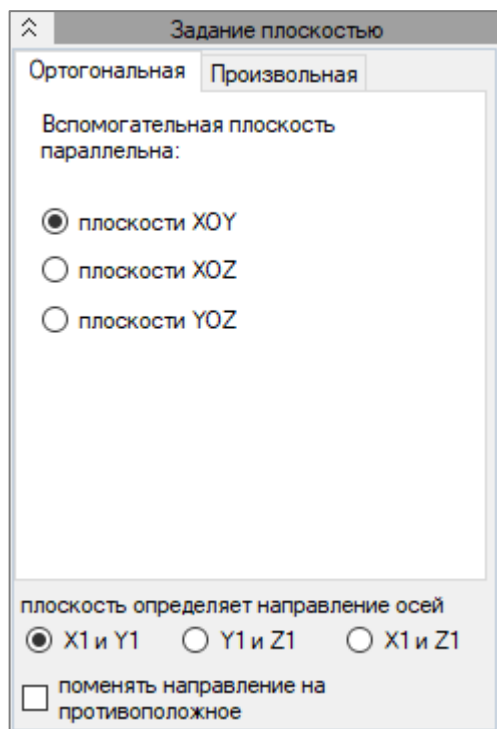 Задание плоскостью
Ортогональная Произвольная
Вспомогательная плоскость
параллельна:
плоскости XOY
плоскости XOZ
плоскости YOZ
плоскость определяет направление осей
X1 и Y1 Y1 и Z1 X1 и Z1
поменять направление на
противоположное